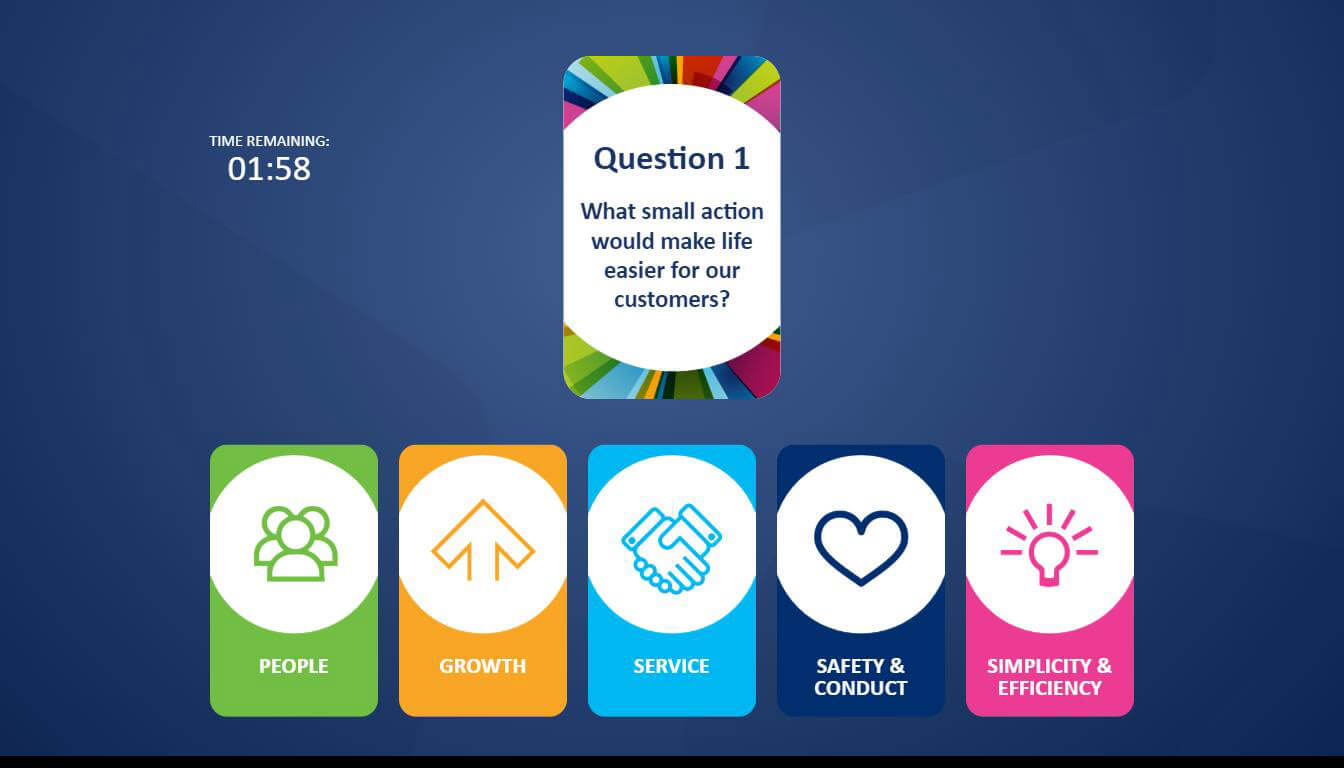 TIME REMAINING:
01:58
Question 1
What small action
would make life
easier for our
customers?
PEOPLE
GROWTH
SERVICE
SAFETY &
CONDUCT
SIMPLICITY &
EFFICIENCY